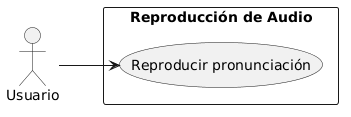 Reproducción de Audio
Reproducir pronunciación
Usuario